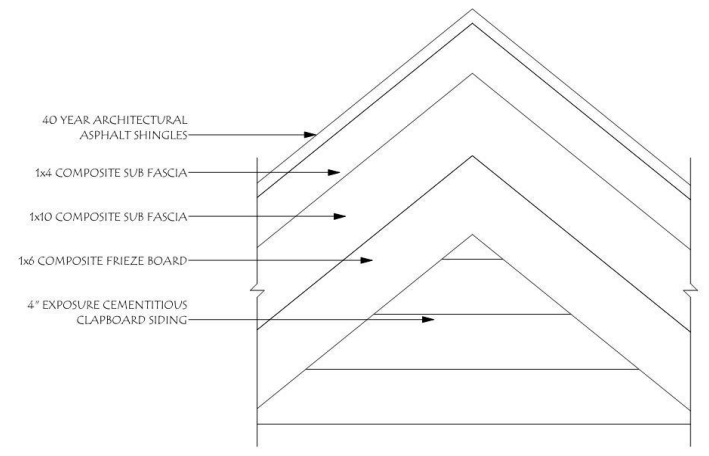 40 YEAR ARCHITECTURAL
ASPHALT SHINGLES
1x4 COMPOSITE SUB FASCIA
1x10 COMPOSITE SUB FASCIA
1x6 COMPOSITE FRIEZE BOARD
4" EXPOSURE CEMENTITIOUS
CLAPBOARD SIDING